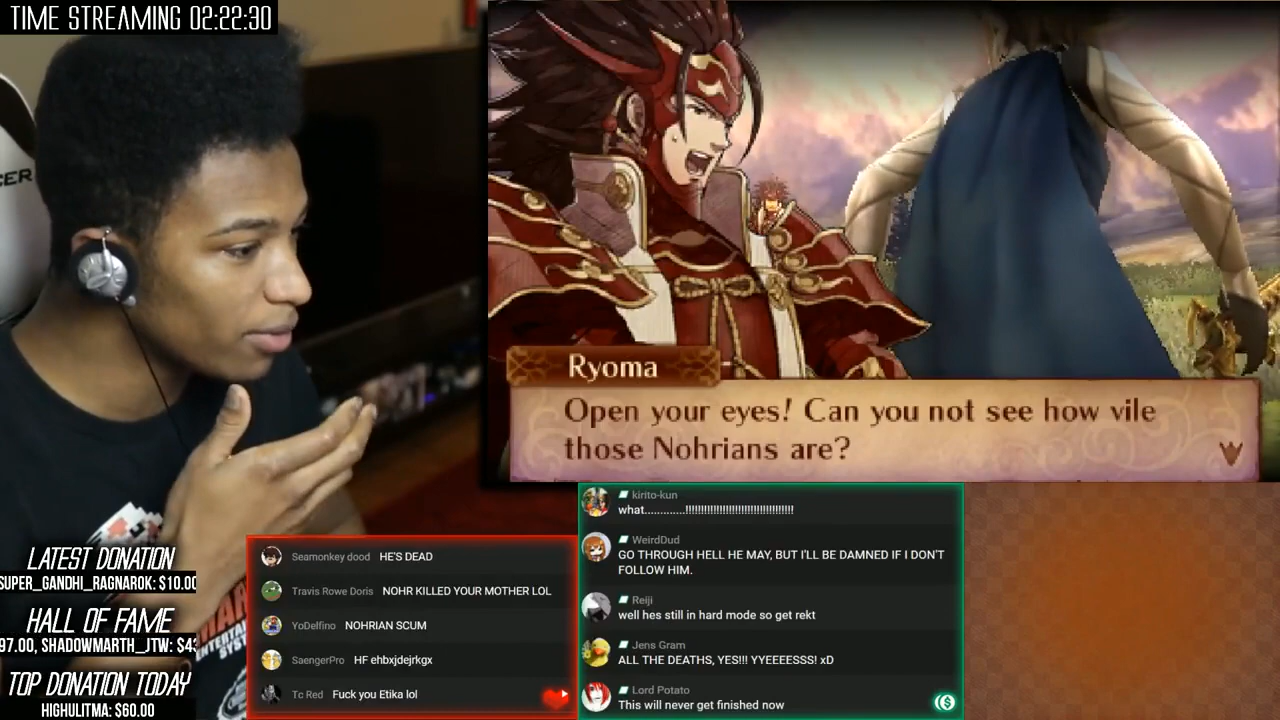 TIME STREAMING 02:22:30
CER
Ryoma
Open your eyes! Can you not see how vile
those Nohrians are?
LATEST DONATION
SUPER_GANDHI_RAGNAROK: $10.00
HALL OF FAME
97.00, SHADOWMARTH_JTW: $43
TOP DONATION TODAY
HIGHULITMA: $60.00
ENTERTAI
SYSTE
Seamonkey dood HE'S DEAD
Travis Rowe Doris NOHR KILLED YOUR MOTHER LOL
YoDelfino NOHRIAN SCUM
SaengerPro HF ehbxjdejrkgx
Tc Red Fuck you Etika lol
kirito-kun
what.............!!!!!!!!!!!!!!!!!!!!!!!!!!!!!!!!!!!!!
WeirdDud
GO THROUGH HELL HE MAY, BUT I'LL BE DAMNED IF I DON'T
FOLLOW HIM.
Reiji
well hes still in hard mode so get rekt
Jens Gram
ALL THE DEATHS, YES!!! YYEEEESSS! xD
Lord Potato
This will never get finished now